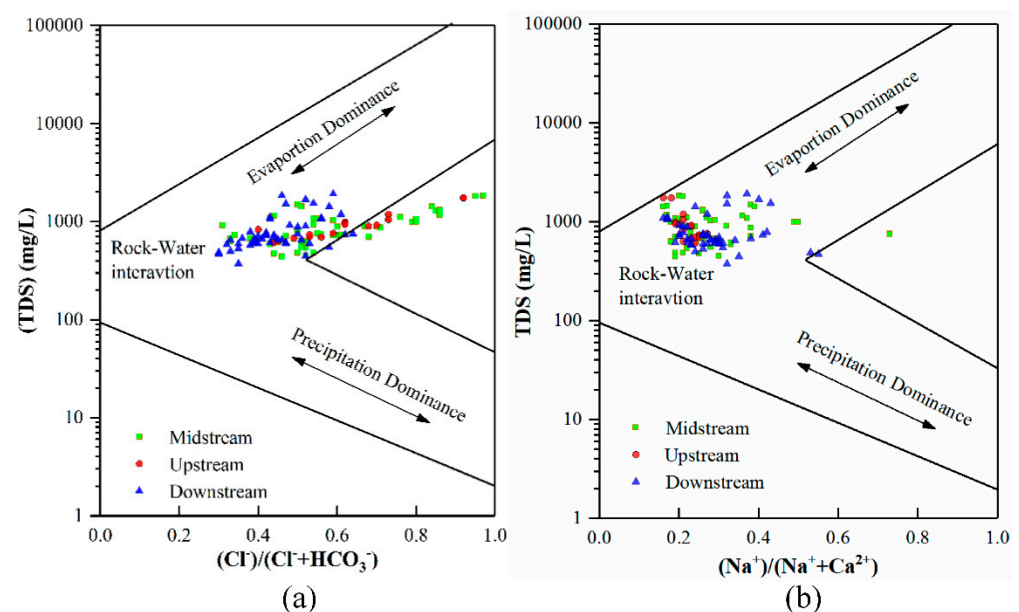 100000
10000
1000
100
10
1
(TDS) (mg/L)
Evaportion Dominance
Rock-Water
interavtion
Precipitation Dominance
Midstream
Upstream
Downstream
0.0 0.2 0.4 0.6 0.8 1.0
(Cl⁻)/(Cl⁻+HCO₃⁻)
(a)
100000
10000
1000
100
10
1
TDS (mg/L)
Evaportion Dominance
Rock-Water
interavtion
Precipitation Dominance
Midstream
Upstream
Downstream
0.0 0.2 0.4 0.6 0.8 1.0
(Na⁺)/(Na⁺+Ca²⁺)
(b)